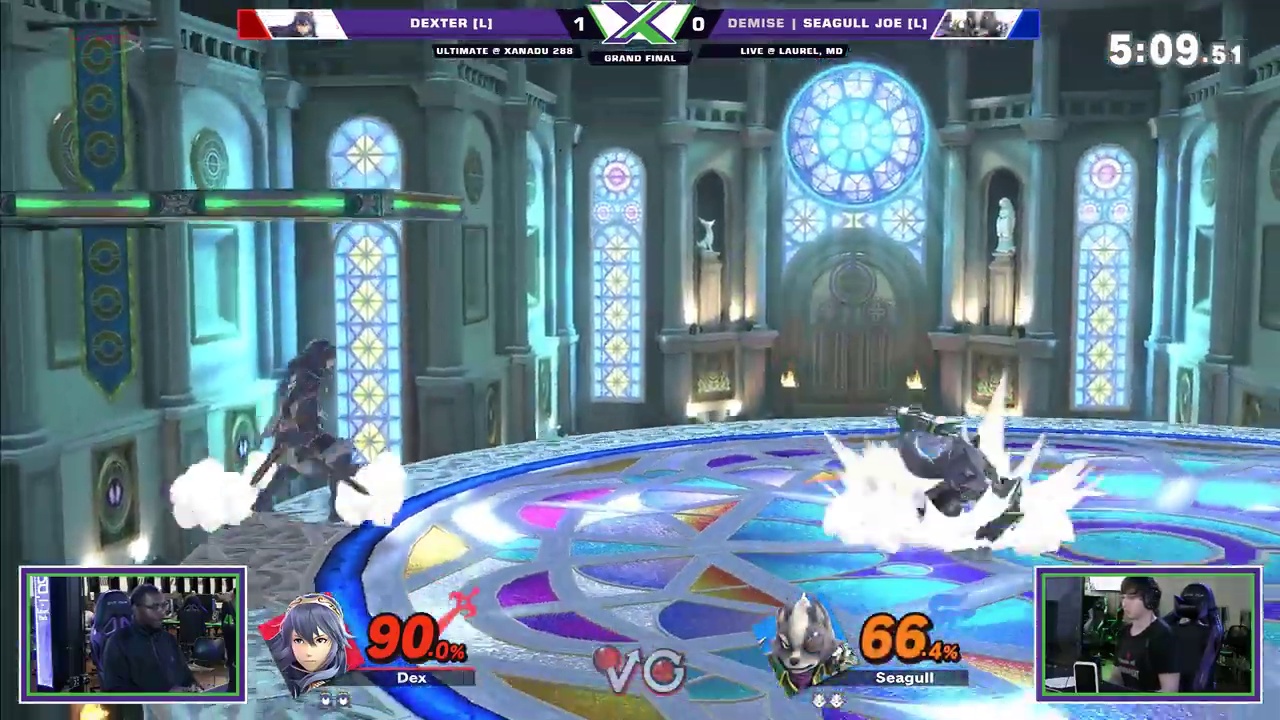 DEXTER [L] 1 0 DEMISE | SEAGULL JOE [L]
ULTIMATE @ XANADU 288 GRAND FINAL LIVE @ LAUREL, MD
5:09.51
90.0% 66.4%
Dex VS Seagull